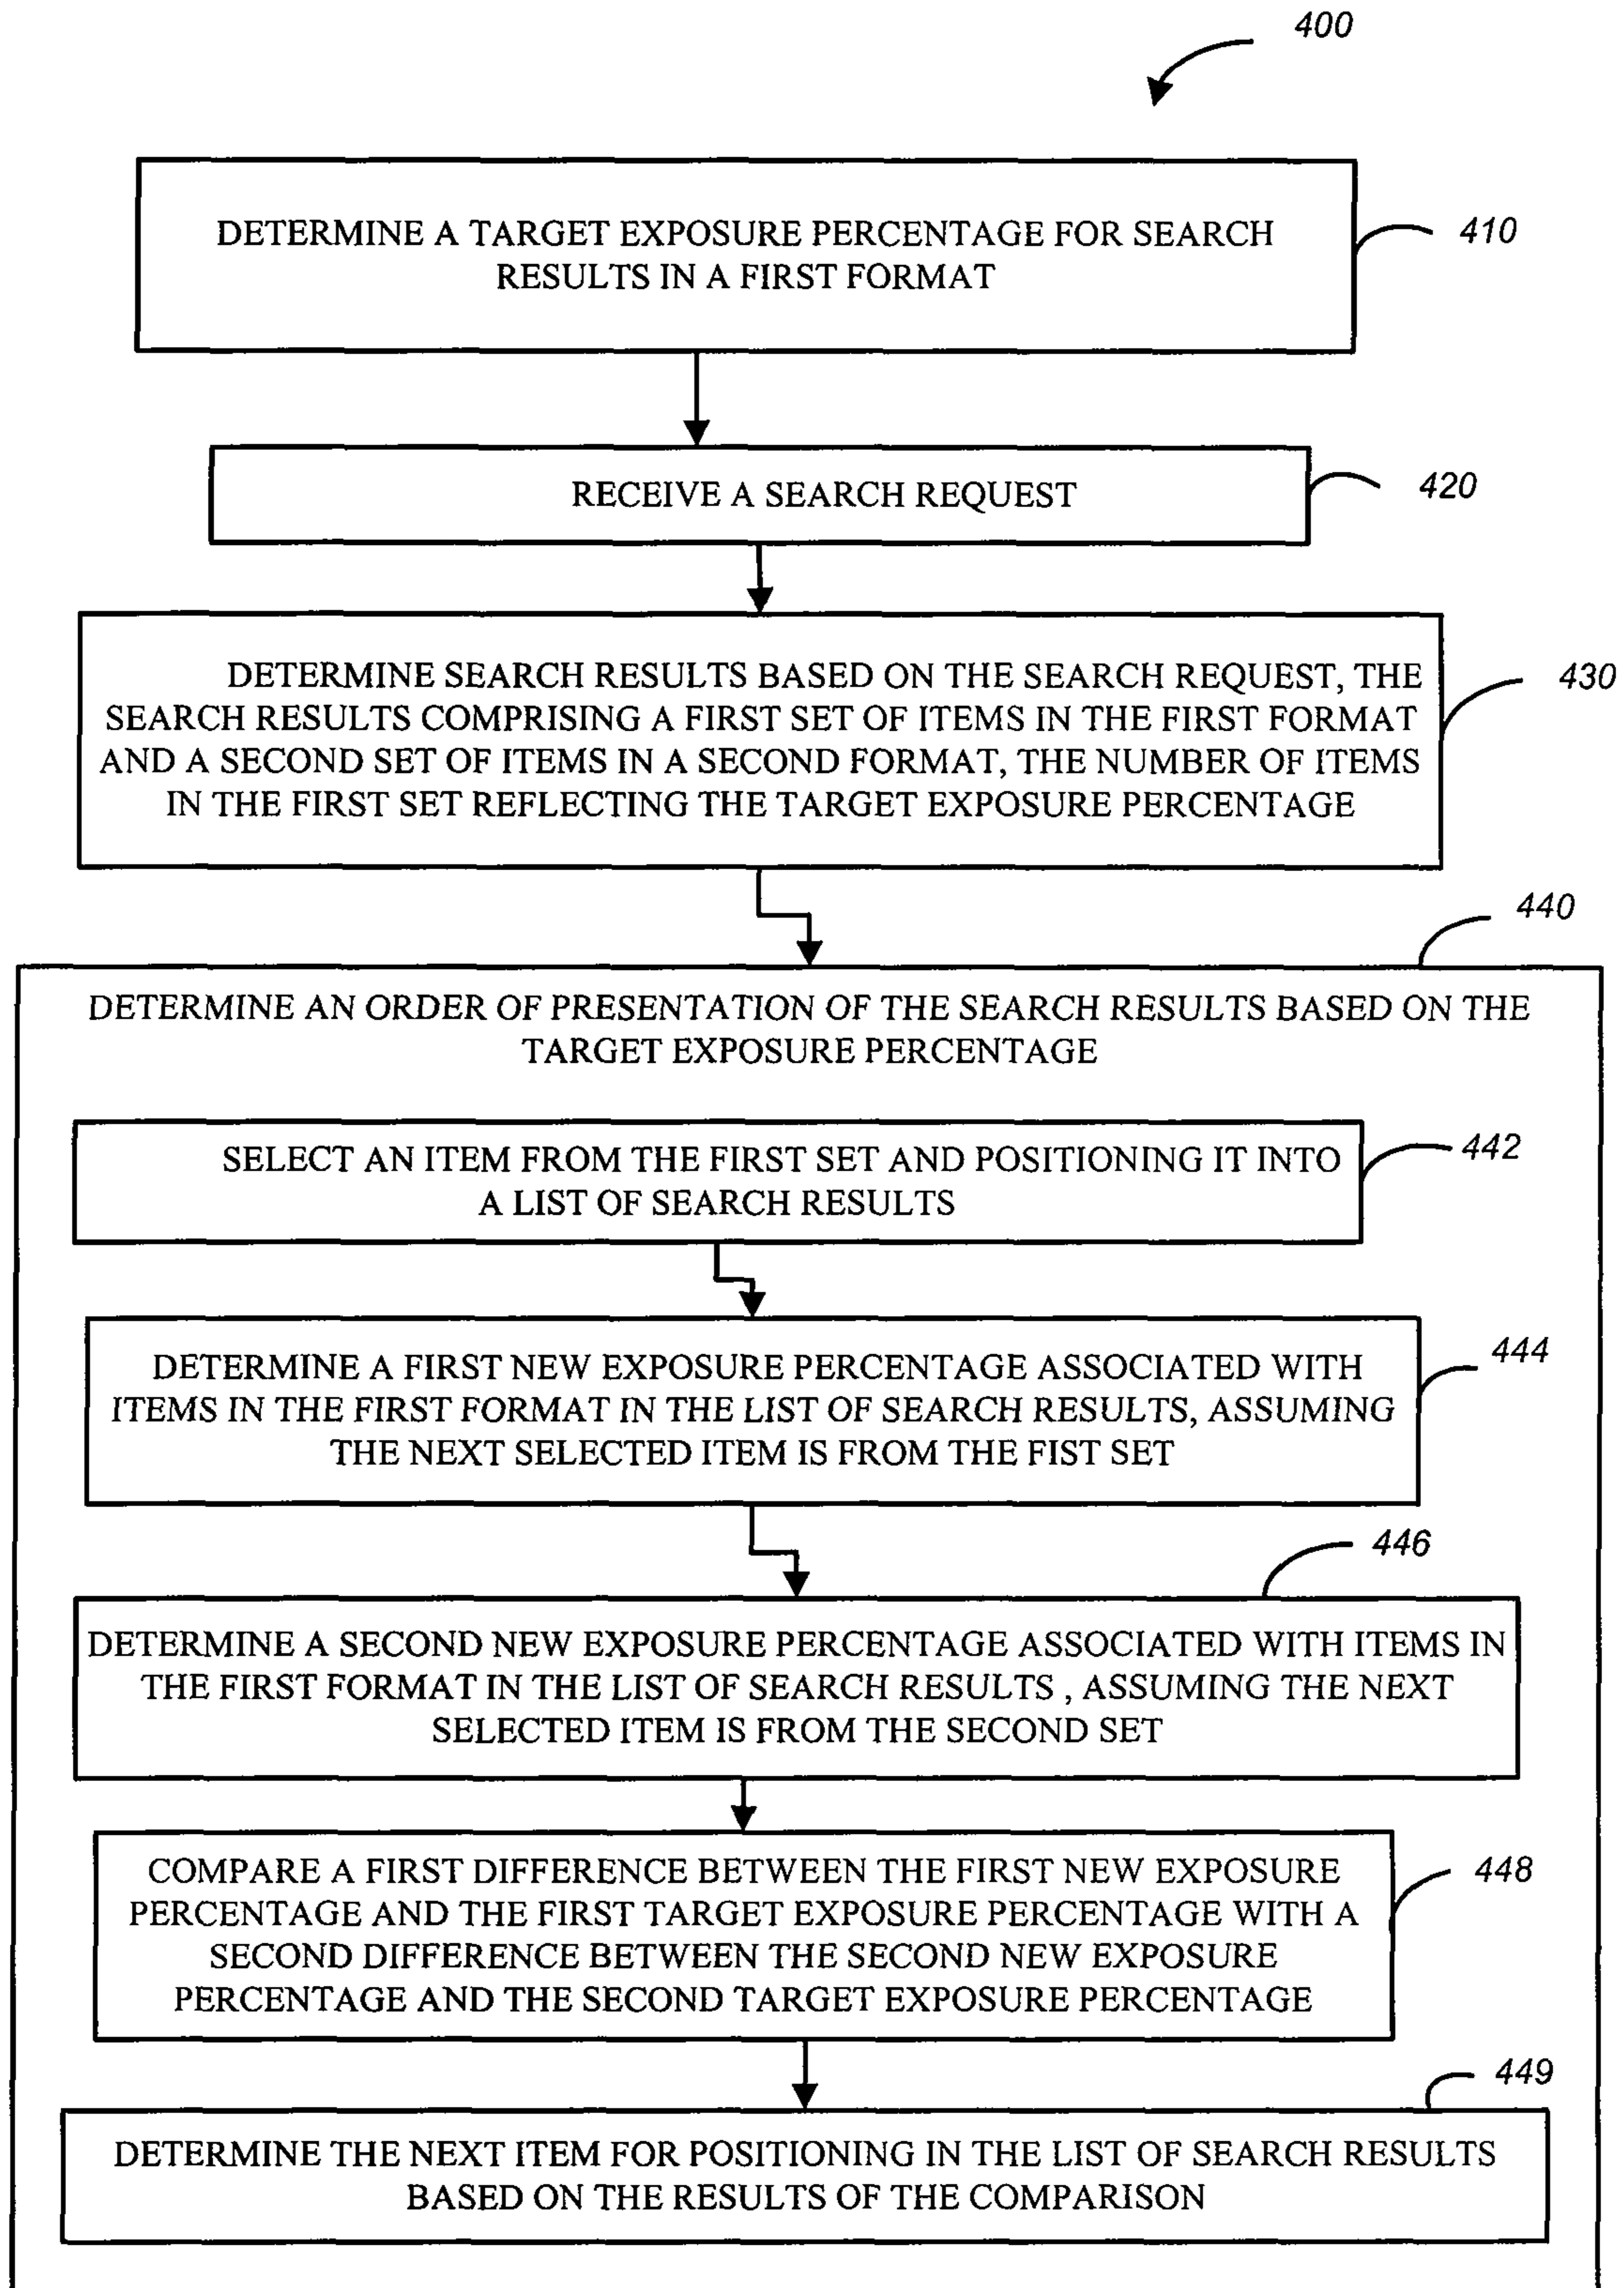 400
DETERMINE A TARGET EXPOSURE PERCENTAGE FOR SEARCH
RESULTS IN A FIRST FORMAT
410
RECEIVE A SEARCH REQUEST
420
DETERMINE SEARCH RESULTS BASED ON THE SEARCH REQUEST, THE
SEARCH RESULTS COMPRISING A FIRST SET OF ITEMS IN THE FIRST FORMAT
AND A SECOND SET OF ITEMS IN A SECOND FORMAT, THE NUMBER OF ITEMS
IN THE FIRST SET REFLECTING THE TARGET EXPOSURE PERCENTAGE
430
440
DETERMINE AN ORDER OF PRESENTATION OF THE SEARCH RESULTS BASED ON THE
TARGET EXPOSURE PERCENTAGE
SELECT AN ITEM FROM THE FIRST SET AND POSITIONING IT INTO
A LIST OF SEARCH RESULTS
442
DETERMINE A FIRST NEW EXPOSURE PERCENTAGE ASSOCIATED WITH
ITEMS IN THE FIRST FORMAT IN THE LIST OF SEARCH RESULTS, ASSUMING
THE NEXT SELECTED ITEM IS FROM THE FIST SET
444
446
DETERMINE A SECOND NEW EXPOSURE PERCENTAGE ASSOCIATED WITH ITEMS IN
THE FIRST FORMAT IN THE LIST OF SEARCH RESULTS , ASSUMING THE NEXT
SELECTED ITEM IS FROM THE SECOND SET
COMPARE A FIRST DIFFERENCE BETWEEN THE FIRST NEW EXPOSURE
PERCENTAGE AND THE FIRST TARGET EXPOSURE PERCENTAGE WITH A
SECOND DIFFERENCE BETWEEN THE SECOND NEW EXPOSURE
PERCENTAGE AND THE SECOND TARGET EXPOSURE PERCENTAGE
448
449
DETERMINE THE NEXT ITEM FOR POSITIONING IN THE LIST OF SEARCH RESULTS
BASED ON THE RESULTS OF THE COMPARISON